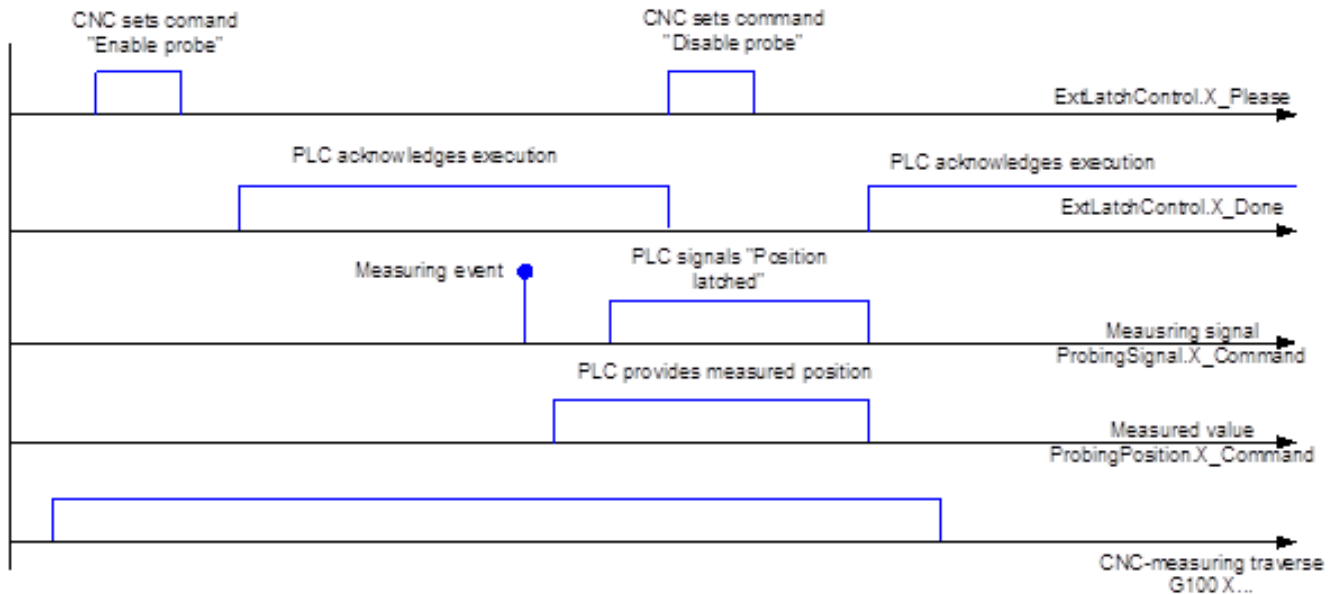 CNC sets comand
"Enable probe"
CNC sets command
"Disable probe"
ExtLatchControl.X_Please
PLC acknowledges execution
PLC acknowledges execution
ExtLatchControl.X_Done
Measuring event
PLC signals "Position
latched"
Meausring signal
ProbingSignal.X_Command
PLC provides measured position
Measured value
ProbingPosition.X_Command
CNC-measuring traverse
G100 X...